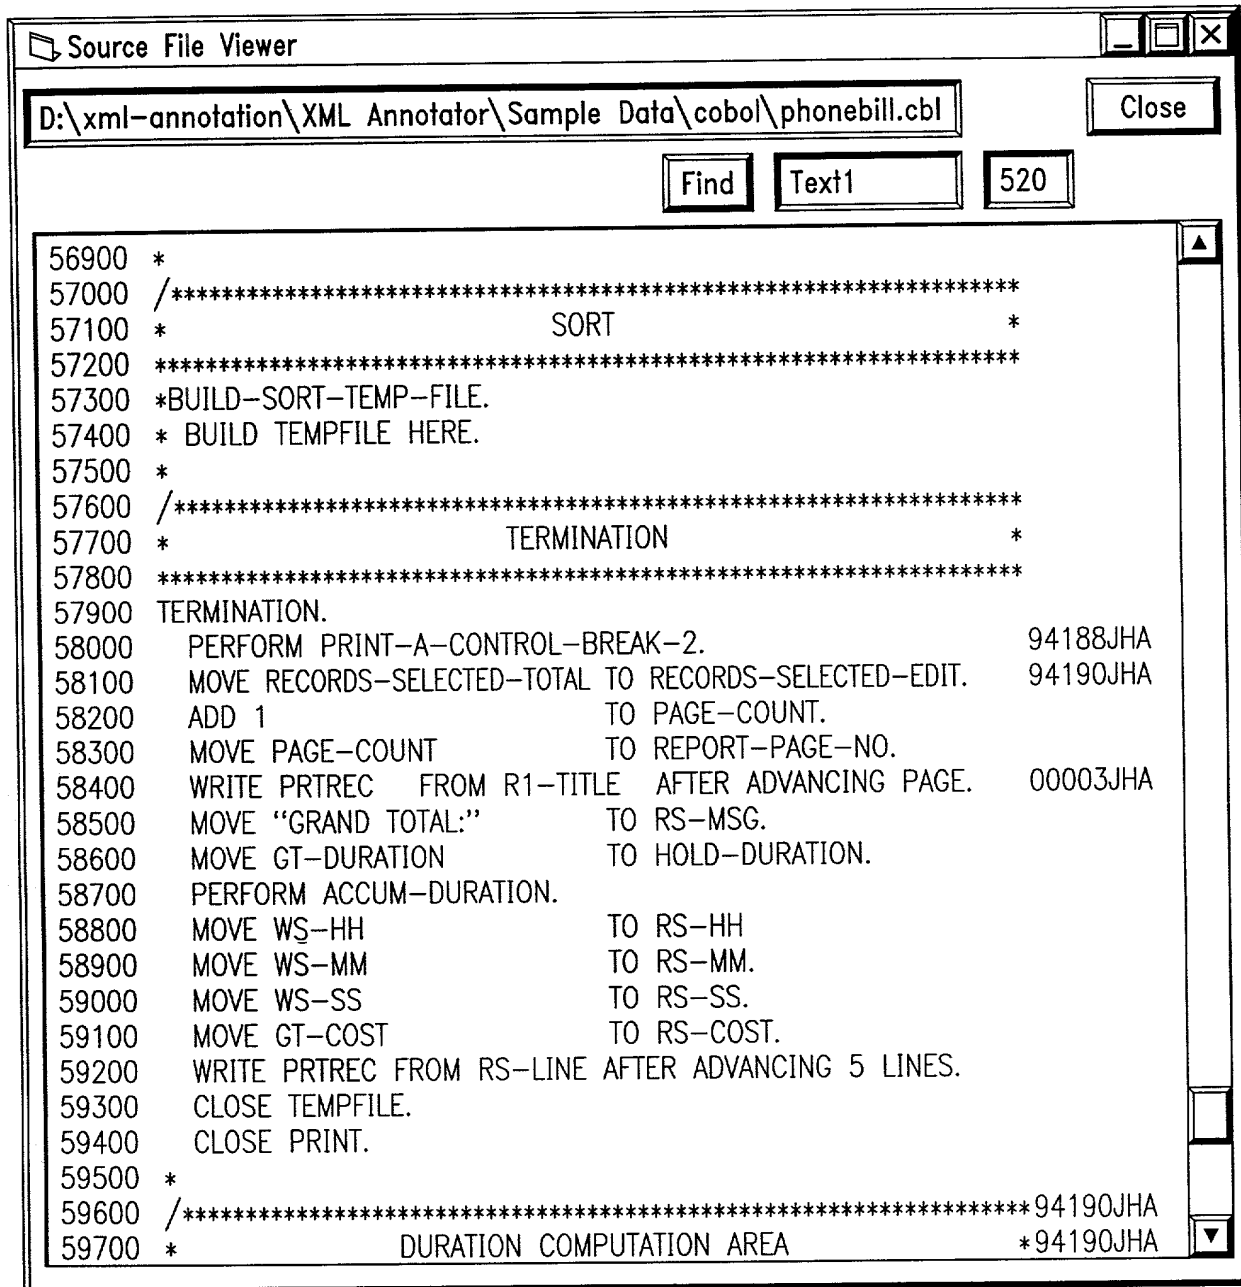 Source File Viewer
D:\xml-annotation\XML Annotator\Sample Data\cobol\phonebill.cbl Close
Find Text1 520
56900 *
57000 /*******************************************************************
57100 * SORT *
57200 ********************************************************************
57300 *BUILD-SORT-TEMP-FILE.
57400 * BUILD TEMPFILE HERE.
57500 *
57600 /*******************************************************************
57700 * TERMINATION *
57800 ********************************************************************
57900 TERMINATION.
58000 PERFORM PRINT-A-CONTROL-BREAK-2. 94188JHA
58100 MOVE RECORDS-SELECTED-TOTAL TO RECORDS-SELECTED-EDIT. 94190JHA
58200 ADD 1 TO PAGE-COUNT.
58300 MOVE PAGE-COUNT TO REPORT-PAGE-NO.
58400 WRITE PRTREC FROM R1-TITLE AFTER ADVANCING PAGE. 00003JHA
58500 MOVE "GRAND TOTAL:" TO RS-MSG.
58600 MOVE GT-DURATION TO HOLD-DURATION.
58700 PERFORM ACCUM-DURATION.
58800 MOVE WS-HH TO RS-HH
58900 MOVE WS-MM TO RS-MM.
59000 MOVE WS-SS TO RS-SS.
59100 MOVE GT-COST TO RS-COST.
59200 WRITE PRTREC FROM RS-LINE AFTER ADVANCING 5 LINES.
59300 CLOSE TEMPFILE.
59400 CLOSE PRINT.
59500 *
59600 /*******************************************************************94190JHA
59700 * DURATION COMPUTATION AREA *94190JHA